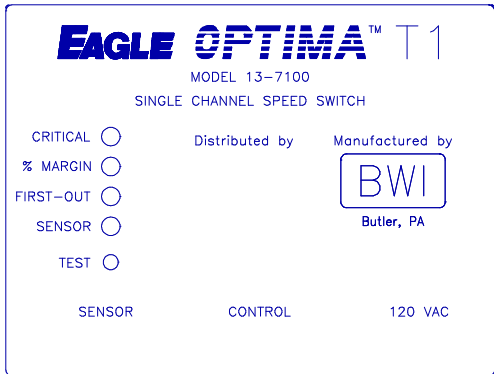 EAGLE OPTIMA™ T1
MODEL 13-7100
SINGLE CHANNEL SPEED SWITCH
CRITICAL
% MARGIN
FIRST-OUT
SENSOR
TEST
Distributed by
Manufactured by
BWI
Butler, PA
SENSOR CONTROL 120 VAC